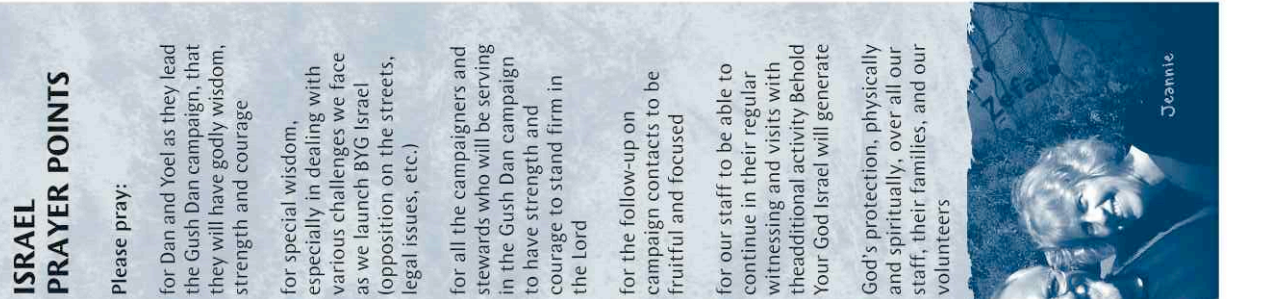 ISRAEL
PRAYER POINTS
Please pray:
for Dan and Yoel as they lead
the Gush Dan campaign, that
they will have godly wisdom,
strength and courage
for special wisdom,
especially in dealing with
various challenges we face
as we launch BYG Israel
(opposition on the streets,
legal issues, etc.)
for all the campaigners and
stewards who will be serving
in the Gush Dan campaign
to have strength and
courage to stand firm in
the Lord
for the follow-up on
campaign contacts to be
fruitful and focused
for our staff to be able to
continue in their regular
witnessing and visits with
theadditional activity Behold
Your God Israel will generate
God's protection, physically
and spiritually, over all our
staff, their families, and our
volunteers
Jeannie